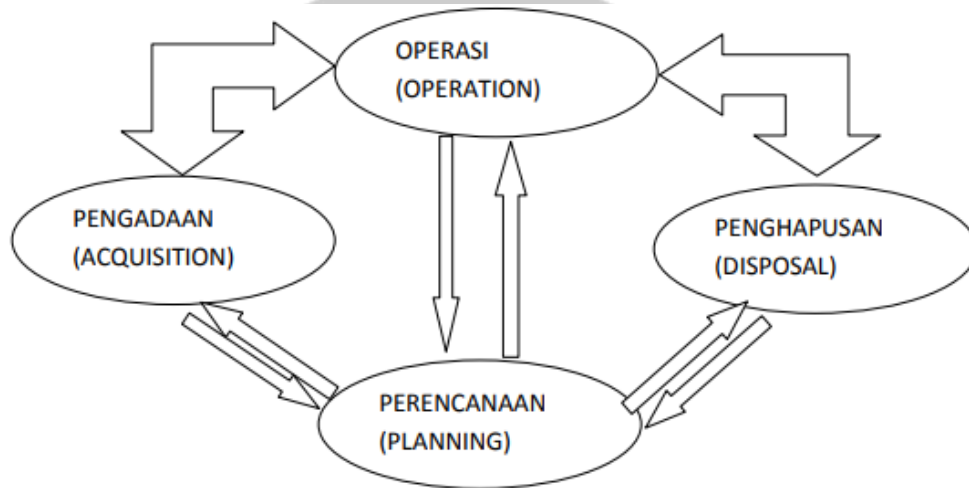 OPERASI
(OPERATION)
PENGADAAN
(ACQUISITION)
PENGHAPUSAN
(DISPOSAL)
PERENCANAAN
(PLANNING)